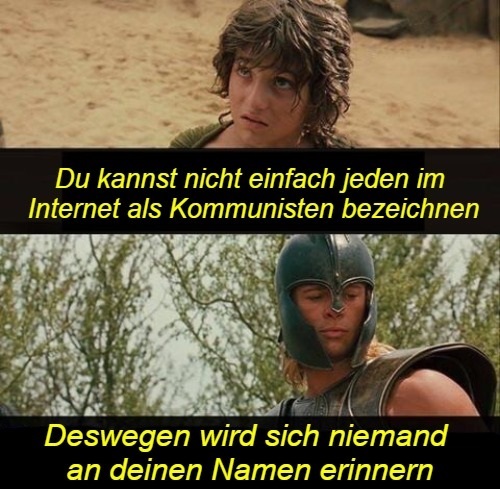 Du kannst nicht einfach jeden im
Internet als Kommunisten bezeichnen
Deswegen wird sich niemand
an deinen Namen erinnern